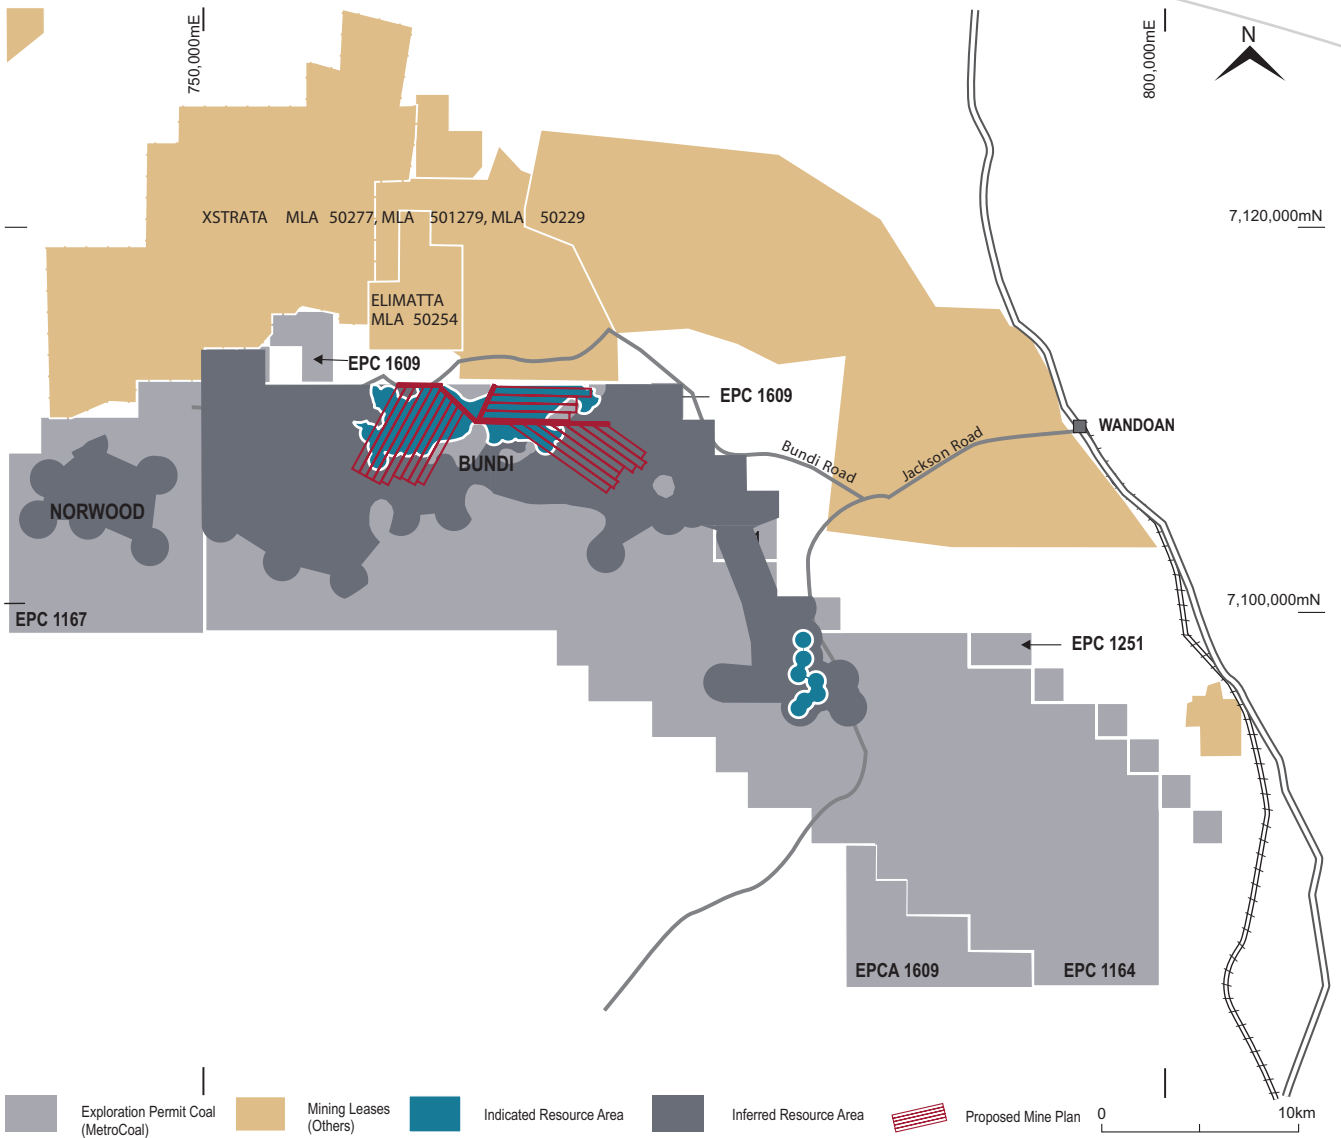 750,000mE
800,000mE
N
XSTRATA MLA 50277, MLA 501279, MLA 50229
7,120,000mN
ELIMATTA
MLA 50254
EPC 1609
EPC 1609
WANDOAN
Bundi Road
Jackson Road
BUNDI
NORWOOD
1
EPC 1167
7,100,000mN
EPC 1251
EPCA 1609
EPC 1164
Exploration Permit Coal
(MetroCoal)
Mining Leases
(Others)
Indicated Resource Area
Inferred Resource Area
Proposed Mine Plan
0
10km